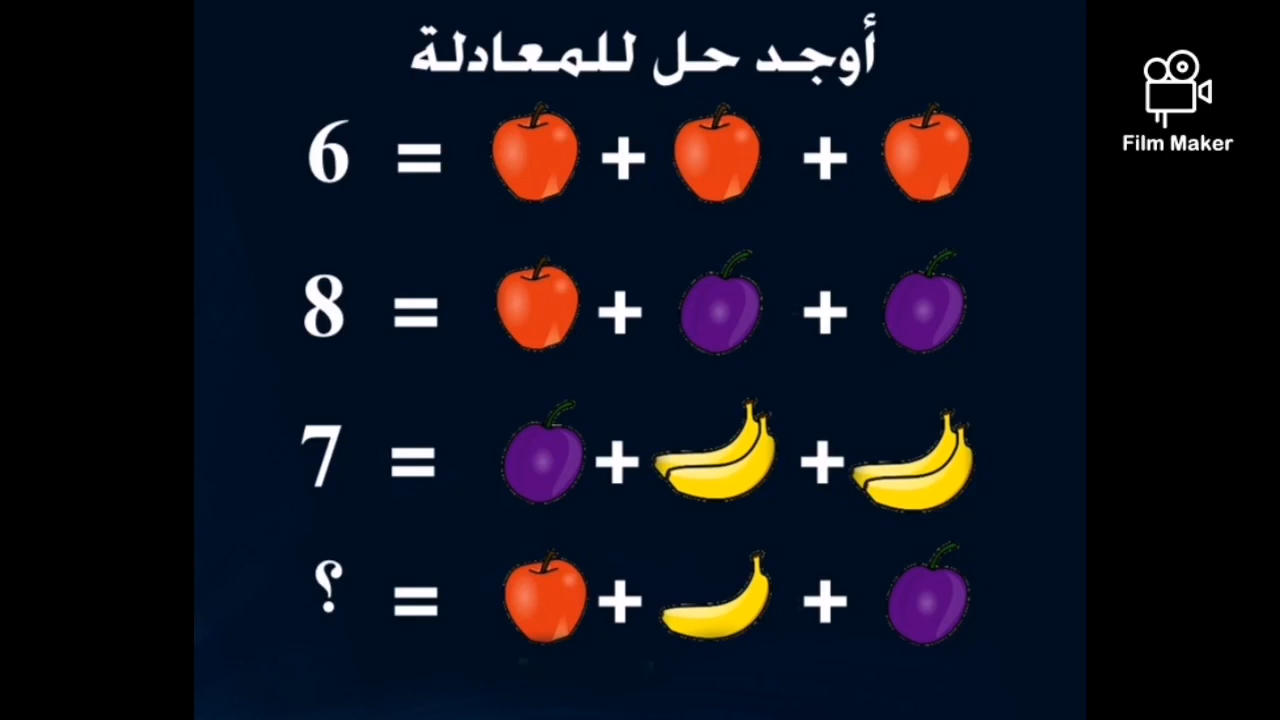 أوجد حل للمعادلة
Film Maker
+ + = 6
+ + = 8
+ + = 7
+ + = ؟